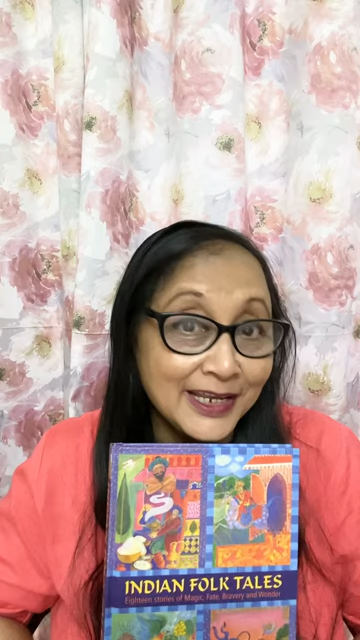 INDIAN FOLK TALES
Eighteen stories of Magic, Fate, Bravery and Wonder